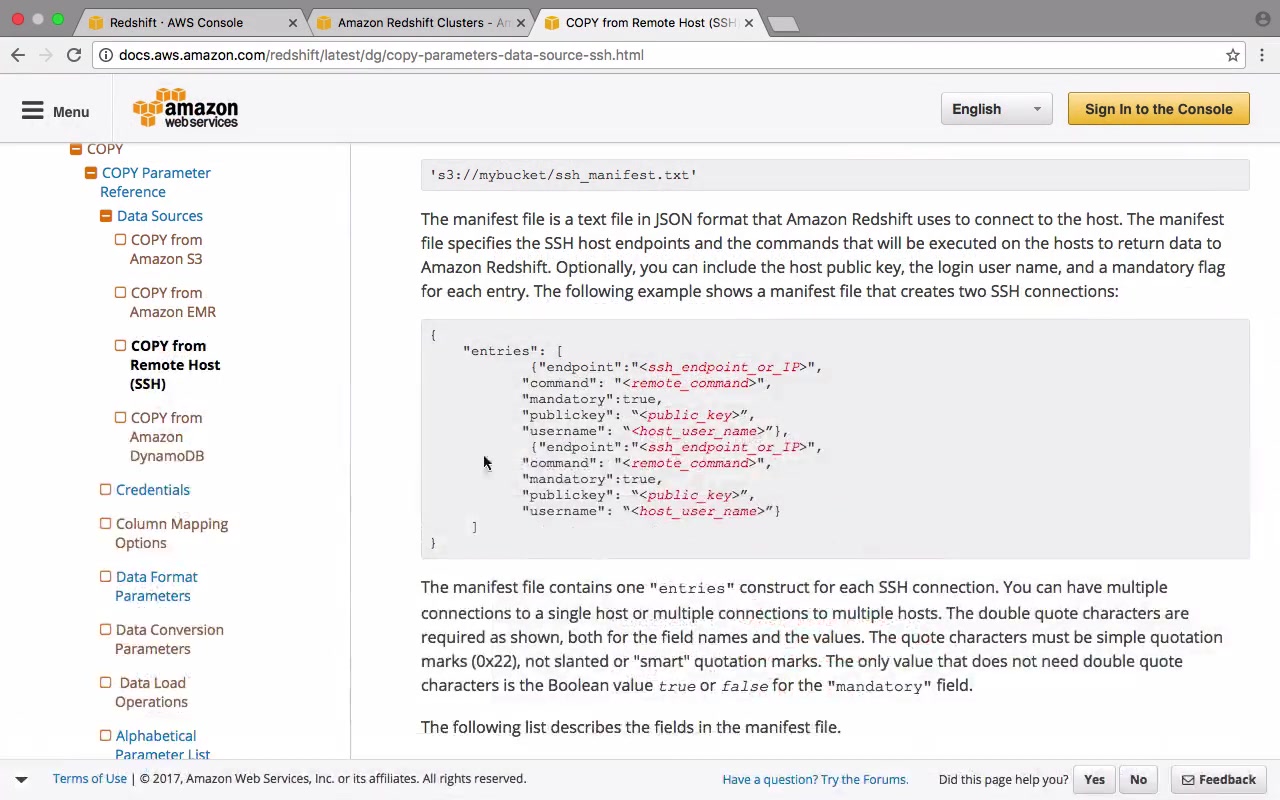 Redshift · AWS Console
Amazon Redshift Clusters - Am
COPY from Remote Host (SSH
docs.aws.amazon.com/redshift/latest/dg/copy-parameters-data-source-ssh.html
Menu
amazon
webservices
English
Sign In to the Console
COPY
COPY Parameter
Reference
Data Sources
COPY from
Amazon S3
COPY from
Amazon EMR
COPY from
Remote Host
(SSH)
COPY from
Amazon
DynamoDB
Credentials
Column Mapping
Options
Data Format
Parameters
Data Conversion
Parameters
Data Load
Operations
Alphabetical
Parameter List
's3://mybucket/ssh_manifest.txt'
The manifest file is a text file in JSON format that Amazon Redshift uses to connect to the host. The manifest
file specifies the SSH host endpoints and the commands that will be executed on the hosts to return data to
Amazon Redshift. Optionally, you can include the host public key, the login user name, and a mandatory flag
for each entry. The following example shows a manifest file that creates two SSH connections:
{
"entries": [
{"endpoint":"<ssh_endpoint_or_IP>",
"command": "<remote_command>",
"mandatory":true,
"publickey": “<public_key>”,
"username": “<host_user_name>”},
{"endpoint":"<ssh_endpoint_or_IP>",
"command": "<remote_command>",
"mandatory":true,
"publickey": “<public_key>”,
"username": “<host_user_name>”}
]
}
The manifest file contains one "entries" construct for each SSH connection. You can have multiple
connections to a single host or multiple connections to multiple hosts. The double quote characters are
required as shown, both for the field names and the values. The quote characters must be simple quotation
marks (0x22), not slanted or "smart" quotation marks. The only value that does not need double quote
characters is the Boolean value true or false for the "mandatory" field.
The following list describes the fields in the manifest file.
Terms of Use | © 2017, Amazon Web Services, Inc. or its affiliates. All rights reserved.
Have a question? Try the Forums.
Did this page help you?
Yes
No
Feedback